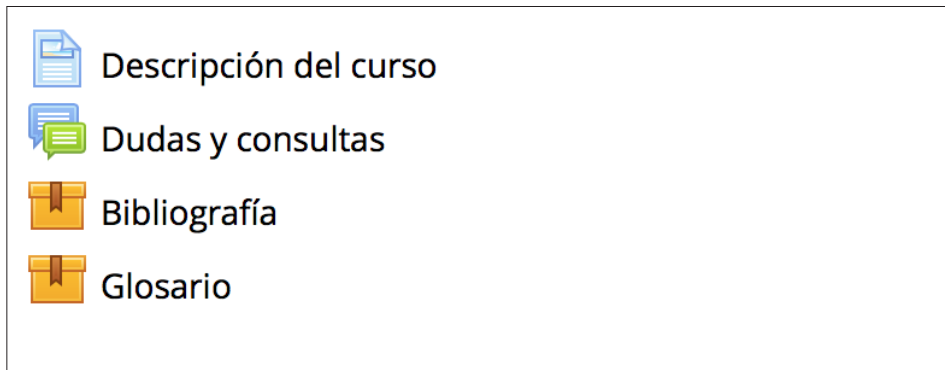 Descripción del curso
Dudas y consultas
Bibliografía
Glosario